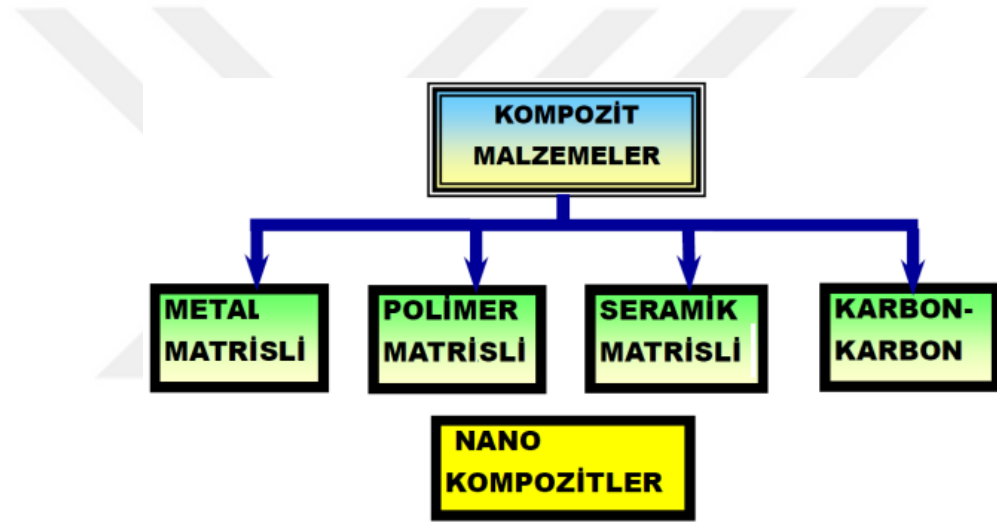 KOMPOZİT
MALZEMELER
METAL
MATRİSLİ
POLİMER
MATRİSLİ
SERAMİK
MATRİSLİ
KARBON-
KARBON
NANO
KOMPOZİTLER